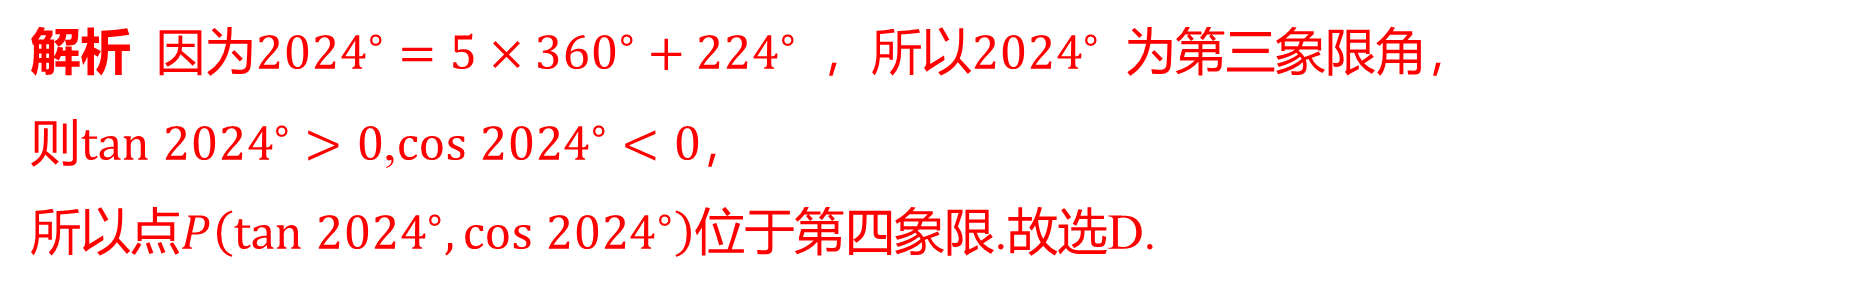 解析 因为2024° = 5 × 360° + 224° ，所以2024° 为第三象限角，
则tan 2024° > 0,cos 2024° < 0，
所以点P(tan 2024°, cos 2024°)位于第四象限.故选D.